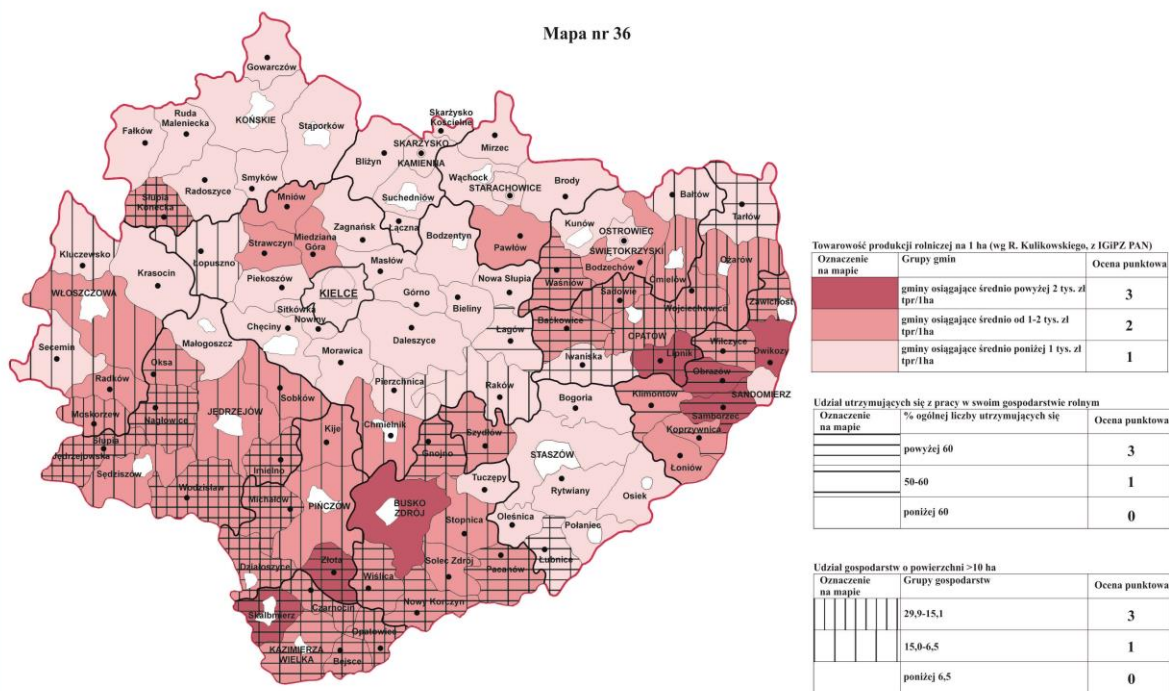 Mapa nr 36
Gowarczów
Ruda
Maleniecka
KOŃSKIE
Stąporków
Fałków
Skarżysko
Kościelne
SKARŻYSKO
KAMIENNA
Mirzec
Bliżyn
Radoszyce
Smyków
Suchedniów
Wąchock
STARACHOWICE
Brody
Bałtów
Tarłów
Słupia
Konecka
Mniów
Zagnańsk
Łączna
Bodzentyn
Pawłów
Kunów
OSTROWIEC
ŚWIĘTOKRZYSKI
Bodzechów
Ćmielów
Ożarów
Kluczewsko
Łopuszno
Strawczyn
Miedziana
Góra
Masłów
Krasocin
Piekoszów
KIELCE
Górno
Nowa Słupia
Waśniów
Sadowie
Wojciechowice
Zawichost
WŁOSZCZOWA
Sitkówka
Nowiny
Bieliny
Baćkowice
OPATÓW
Chęciny
Daleszyce
Łagów
Lipnik
Wilczyce
Dwikozy
Secemin
Małogoszcz
Morawica
Iwaniska
Obrazów
Oksa
Pierzchnica
Raków
SANDOMIERZ
Radków
Sobków
Bogoria
Klimontów
Samborzec
Moskorzew
Nagłowice
JĘDRZEJÓW
Kije
Chmielnik
Szydłów
Koprzywnica
Słupia
Jędrzejowska
Gnojno
STASZÓW
Łoniów
Sędziszów
Imielno
Tuczępy
Rytwiany
Osiek
Wodzisław
Michałów
PIŃCZÓW
BUSKO
ZDRÓJ
Stopnica
Oleśnica
Połaniec
Działoszyce
Złota
Wiślica
Solec Zdrój
Pacanów
Łubnice
Skalbmierz
Czarnocin
Nowy Korczyn
Opatowiec
KAZIMIERZA
WIELKA
Bejsce
Towarowość produkcji rolniczej na 1 ha (wg R. Kulikowskiego, z IGiPZ PAN)
Oznaczenie
na mapie
Grupy gmin
Ocena punktowa
gminy osiągające średnio powyżej 2 tys. zł
tpr/1ha
3
gminy osiągające średnio od 1-2 tys. zł
tpr/1ha
2
gminy osiągające średnio poniżej 1 tys. zł
tpr/1ha
1
Udział utrzymujących się z pracy w swoim gospodarstwie rolnym
Oznaczenie
na mapie
% ogólnej liczby utrzymujących się
Ocena punktowa
powyżej 60
3
50-60
1
poniżej 60
0
Udział gospodarstw o powierzchni >10 ha
Oznaczenie
na mapie
Grupy gospodarstw
Ocena punktowa
29,9-15,1
3
15,0-6,5
1
poniżej 6,5
0